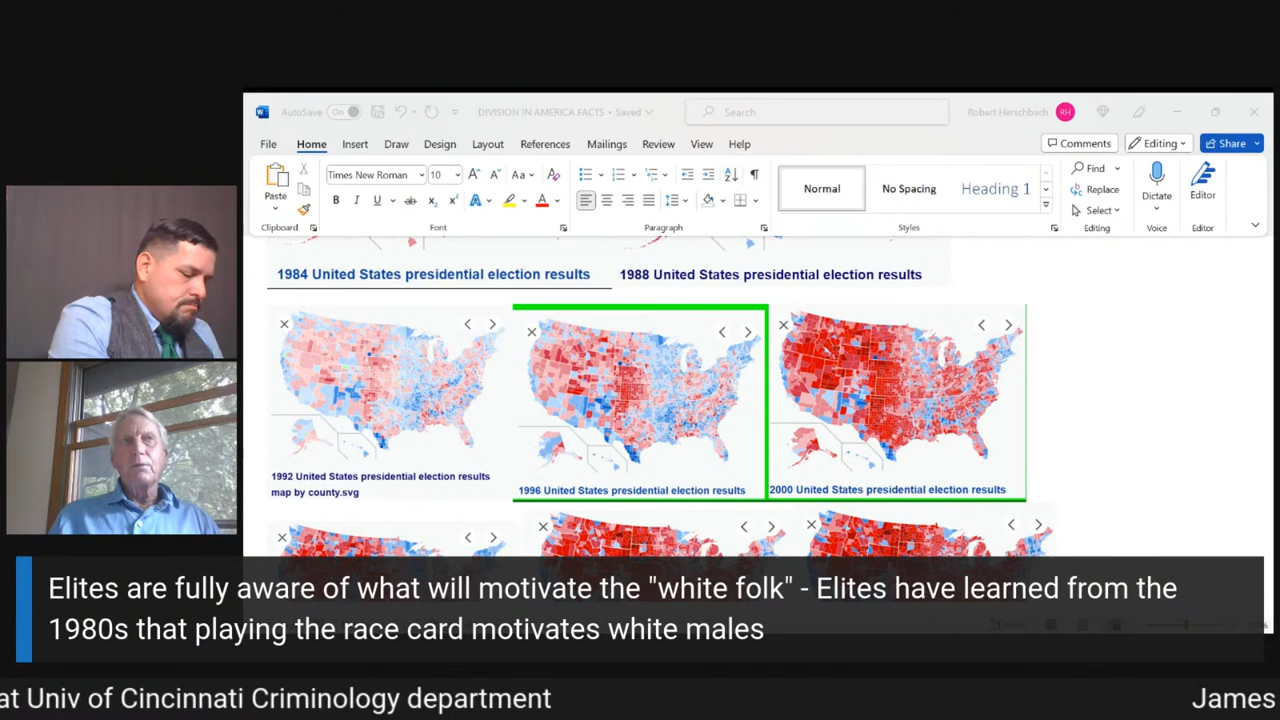 AutoSave On
DIVISION IN AMERICA FACTS • Saved
Search
Robert Herschbach RH
File Home Insert Draw Design Layout References Mailings Review View Help
Comments Editing Share
Paste
Times New Roman 10
Normal No Spacing Heading 1
Find
Replace
Select
Dictate
Editor
Clipboard Font Paragraph Styles Editing Voice Editor
1984 United States presidential election results
1988 United States presidential election results
1992 United States presidential election results
map by county.svg
1996 United States presidential election results
2000 United States presidential election results
Elites are fully aware of what will motivate the "white folk" - Elites have learned from the
1980s that playing the race card motivates white males
at Univ of Cincinnati Criminology department
James